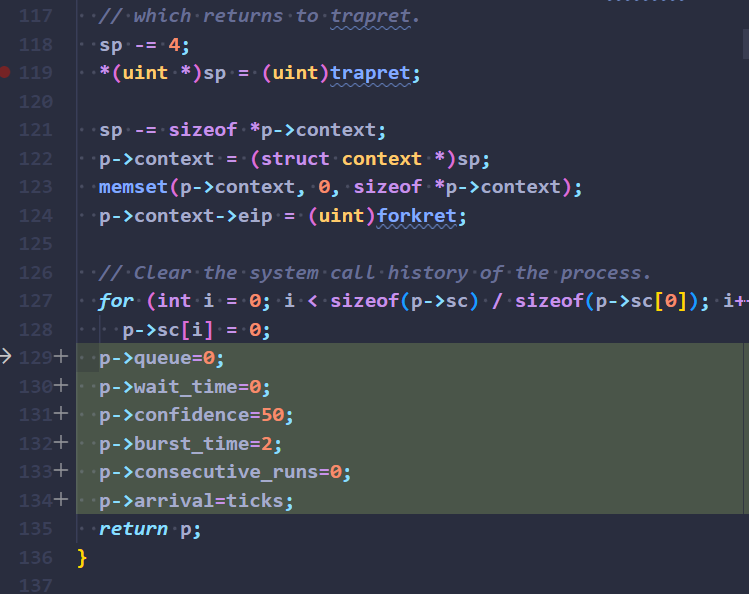 117 // which returns to trapret.
118 sp -= 4;
119 *(uint *)sp = (uint)trapret;
120
121 sp -= sizeof *p->context;
122 p->context = (struct context *)sp;
123 memset(p->context, 0, sizeof *p->context);
124 p->context->eip = (uint)forkret;
125
126 // Clear the system call history of the process.
127 for (int i = 0; i < sizeof(p->sc) / sizeof(p->sc[0]); i++
128 p->sc[i] = 0;
129 p->queue=0;
130 p->wait_time=0;
131 p->confidence=50;
132 p->burst_time=2;
133 p->consecutive_runs=0;
134 p->arrival=ticks;
135 return p;
136 }
137